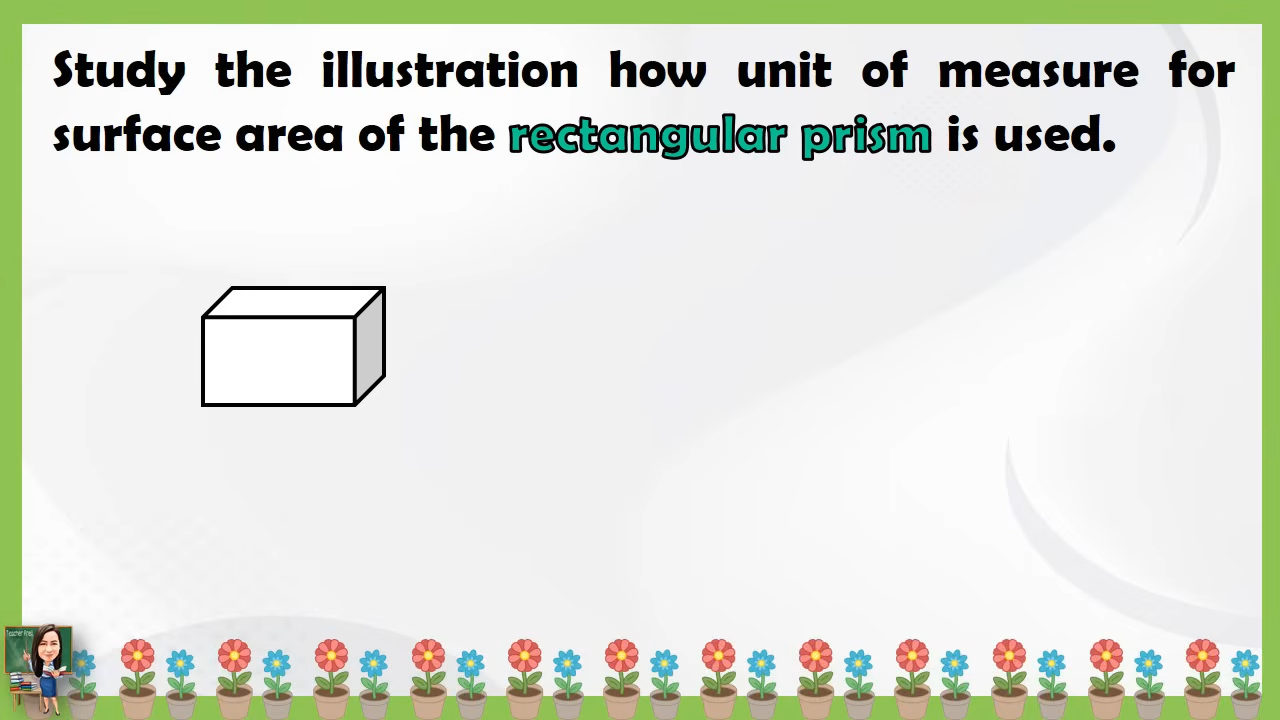 Study the illustration how unit of measure for
surface area of the rectangular prism is used.